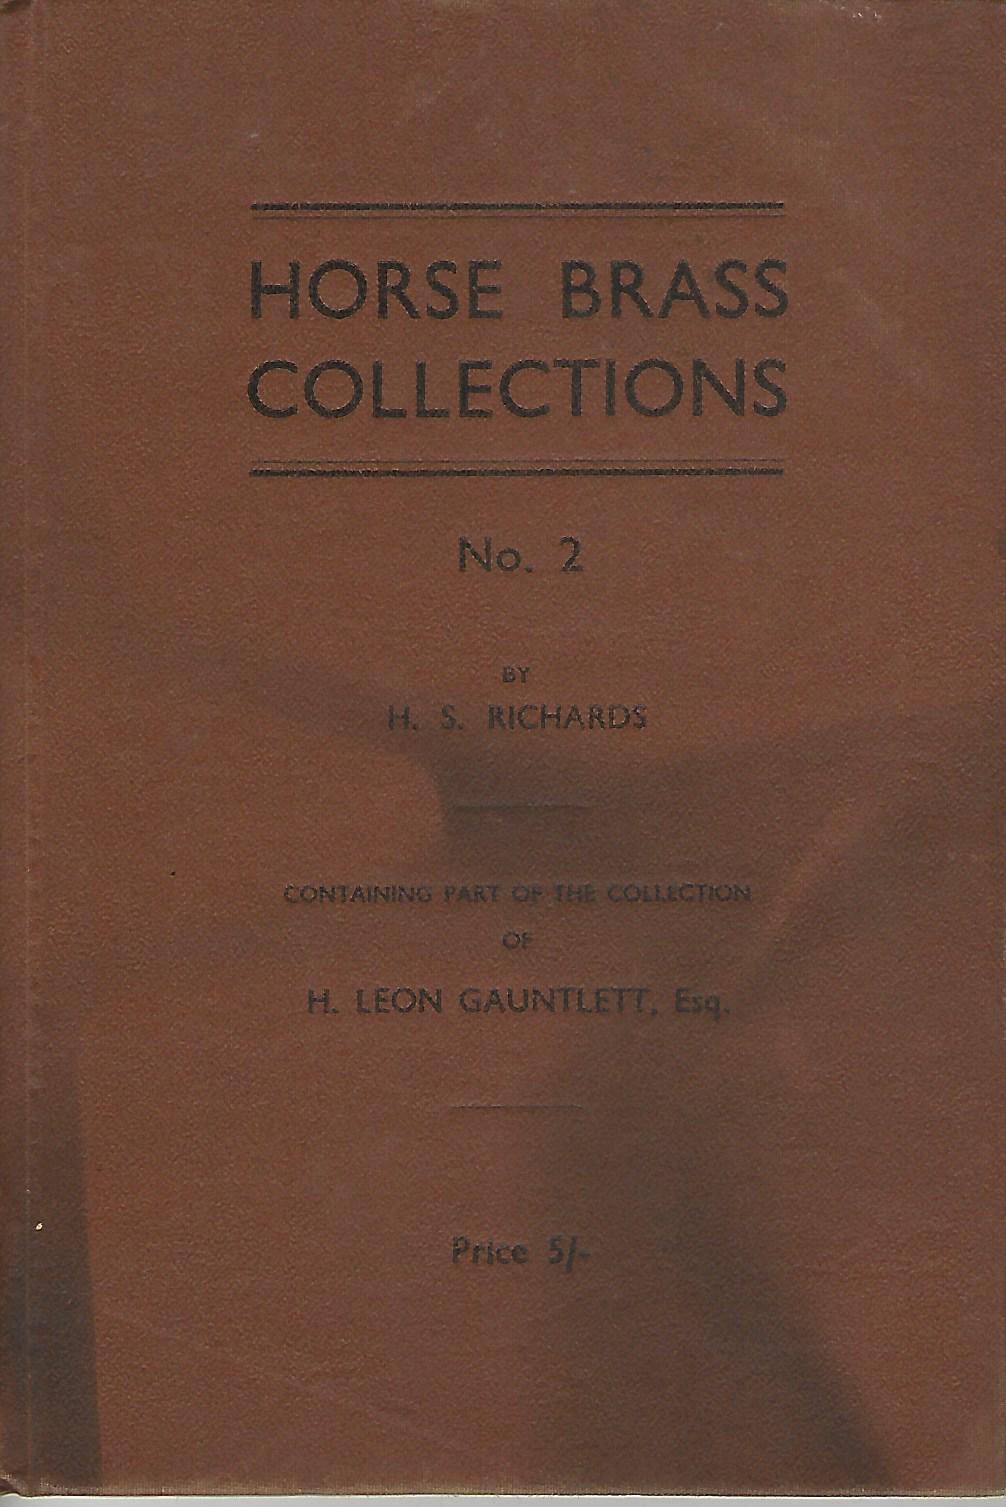 HORSE BRASS
COLLECTIONS
No. 2
BY
H. S. RICHARDS
CONTAINING PART OF THE COLLECTION
OF
H. LEON GAUNTLETT, Esq.
Price 5/-